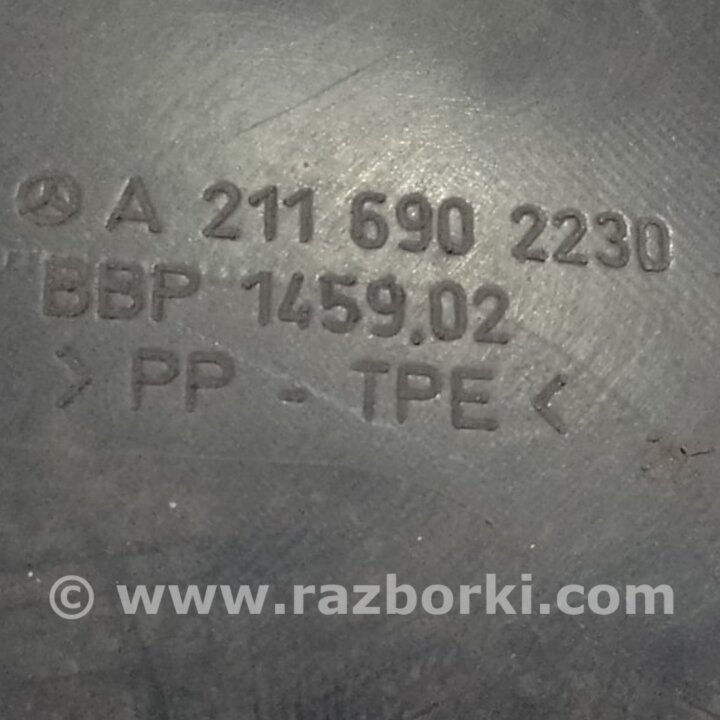 A 211 690 2230
BBP 1459.02
> PP - TPE <
© www.razborki.com